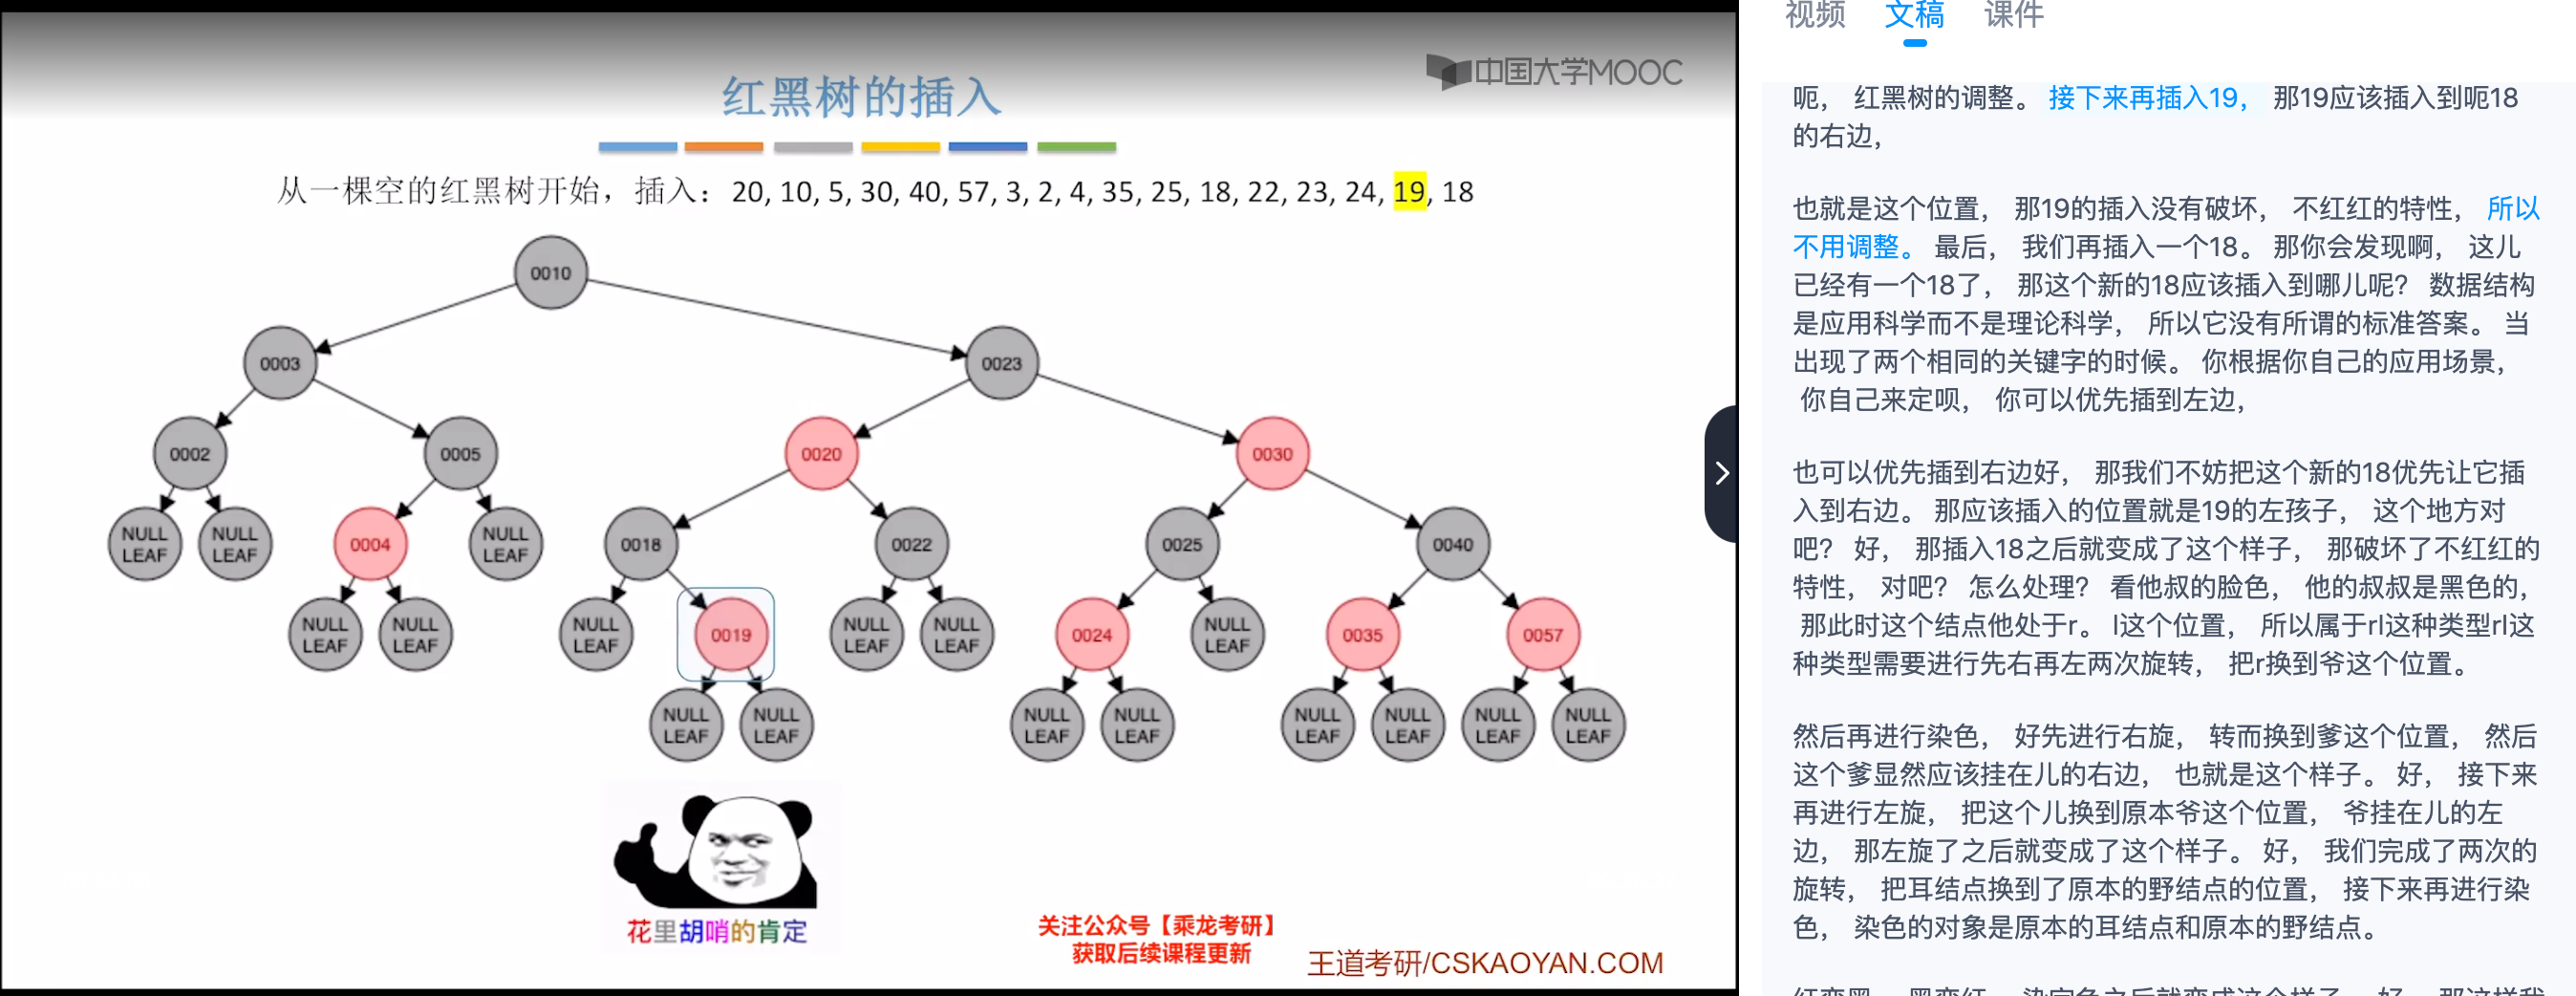 中国大学MOOC
红黑树的插入
从一棵空的红黑树开始，插入：20, 10, 5, 30, 40, 57, 3, 2, 4, 35, 25, 18, 22, 23, 24, 19, 18
0010
0003
0023
0002
0005
0020
0030
NULL LEAF
NULL LEAF
0004
NULL LEAF
0018
0022
0025
0040
NULL LEAF
NULL LEAF
NULL LEAF
0019
NULL LEAF
NULL LEAF
0024
NULL LEAF
0035
0057
NULL LEAF
NULL LEAF
NULL LEAF
NULL LEAF
NULL LEAF
NULL LEAF
NULL LEAF
NULL LEAF
花里胡哨的肯定
关注公众号【乘龙考研】
获取后续课程更新
王道考研/CSKAOYAN.COM
视频 文稿 课件
呃， 红黑树的调整。 接下来再插入19， 那19应该插入到呃18
的右边，
也就是这个位置， 那19的插入没有破坏， 不红红的特性， 所以
不用调整。 最后， 我们再插入一个18。 那你会发现啊， 这儿
已经有一个18了， 那这个新的18应该插入到哪儿呢？ 数据结构
是应用科学而不是理论科学， 所以它没有所谓的标准答案。 当
出现了两个相同的关键字的时候。 你根据你自己的应用场景，
你自己来定呗， 你可以优先插到左边，
也可以优先插到右边好， 那我们不妨把这个新的18优先让它插
入到右边。 那应该插入的位置就是19的左孩子， 这个地方对
吧？ 好， 那插入18之后就变成了这个样子， 那破坏了不红红的
特性， 对吧？ 怎么处理？ 看他叔的脸色， 他的叔叔是黑色的，
那此时这个结点他处于r。 l这个位置， 所以属于rl这种类型rl这
种类型需要进行先右再左两次旋转， 把r换到爷这个位置。
然后再进行染色， 好先进行右旋， 转而换到爹这个位置， 然后
这个爹显然应该挂在儿的右边， 也就是这个样子。 好， 接下来
再进行左旋， 把这个儿换到原本爷这个位置， 爷挂在儿的左
边， 那左旋了之后就变成了这个样子。 好， 我们完成了两次的
旋转， 把耳结点换到了原本的野结点的位置， 接下来再进行染
色， 染色的对象是原本的耳结点和原本的野结点。